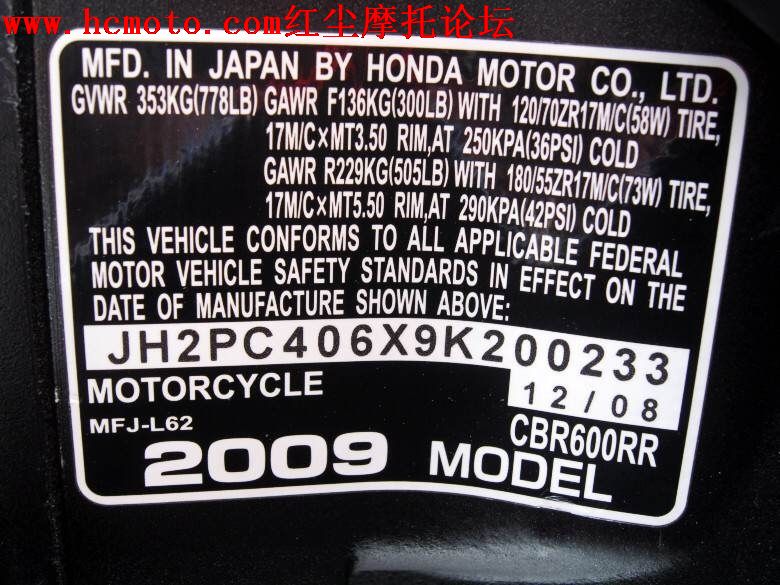 www.hcmoto.com红尘摩托论坛
MFD. IN JAPAN BY HONDA MOTOR CO., LTD.
GVWR 353KG(778LB) GAWR F136KG(300LB) WITH 120/70ZR17M/C(58W) TIRE,
17M/C×MT3.50 RIM,AT 250KPA(36PSI) COLD
GAWR R229KG(505LB) WITH 180/55ZR17M/C(73W) TIRE,
17M/C×MT5.50 RIM,AT 290KPA(42PSI) COLD
THIS VEHICLE CONFORMS TO ALL APPLICABLE FEDERAL
MOTOR VEHICLE SAFETY STANDARDS IN EFFECT ON THE
DATE OF MANUFACTURE SHOWN ABOVE:
JH2PC406X9K200233
MOTORCYCLE 12/08
MFJ-L62 CBR600RR
2009 MODEL